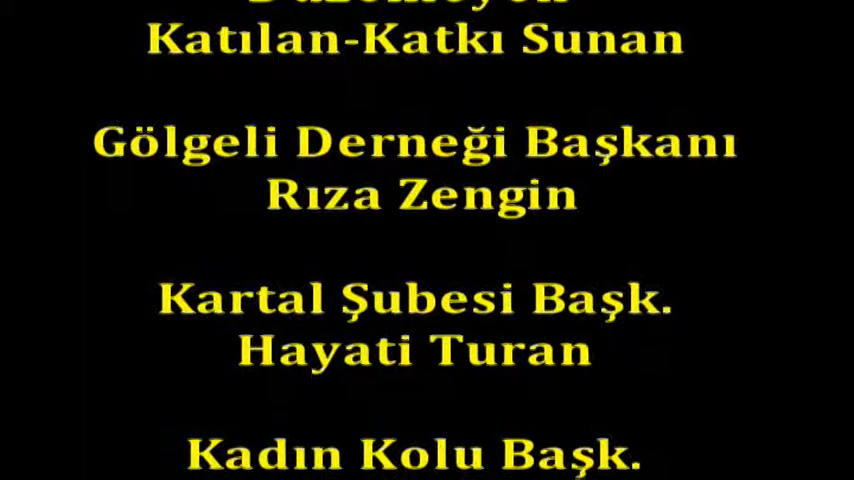 Katılan-Katkı Sunan
Gölgeli Derneği Başkanı
Rıza Zengin
Kartal Şubesi Başk.
Hayati Turan
Kadın Kolu Başk.